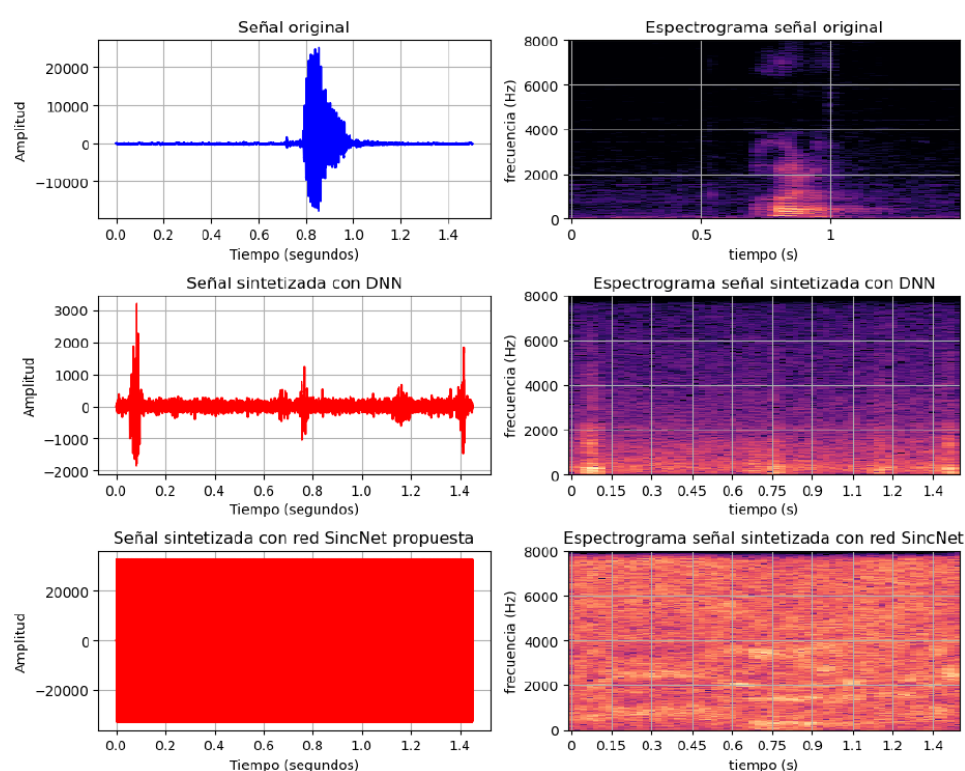 Señal original
Amplitud
20000
10000
0
−10000
0.0 0.2 0.4 0.6 0.8 1.0 1.2 1.4
Tiempo (segundos)
Espectrograma señal original
frecuencia (Hz)
8000
6000
4000
2000
0
0 0.5 1
tiempo (s)
Señal sintetizada con DNN
Amplitud
3000
2000
1000
0
−1000
−2000
0.0 0.2 0.4 0.6 0.8 1.0 1.2 1.4
Tiempo (segundos)
Espectrograma señal sintetizada con DNN
frecuencia (Hz)
8000
6000
4000
2000
0
0 0.15 0.3 0.45 0.6 0.75 0.9 1.1 1.2 1.4
tiempo (s)
Señal sintetizada con red SincNet propuesta
Amplitud
20000
0
−20000
0.0 0.2 0.4 0.6 0.8 1.0 1.2 1.4
Tiempo (segundos)
Espectrograma señal sintetizada con red SincNet
frecuencia (Hz)
8000
6000
4000
2000
0
0 0.15 0.3 0.45 0.6 0.75 0.9 1.1 1.2 1.4
tiempo (s)